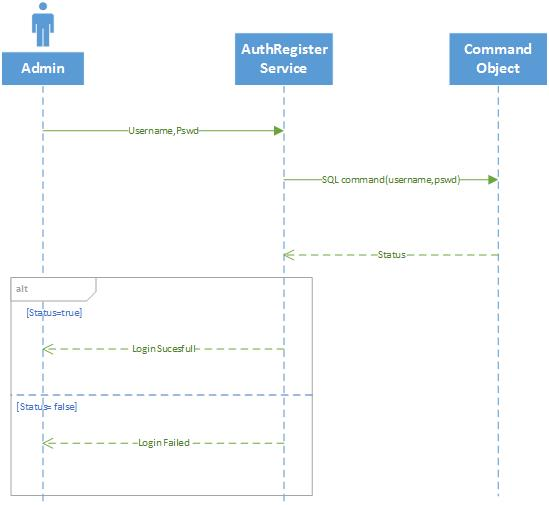 Admin
AuthRegister
Service
Command
Object
Username,Pswd
SQL command(username,pswd)
Status
alt
[Status=true]
Login Sucesfull
[Status= false]
Login Failed